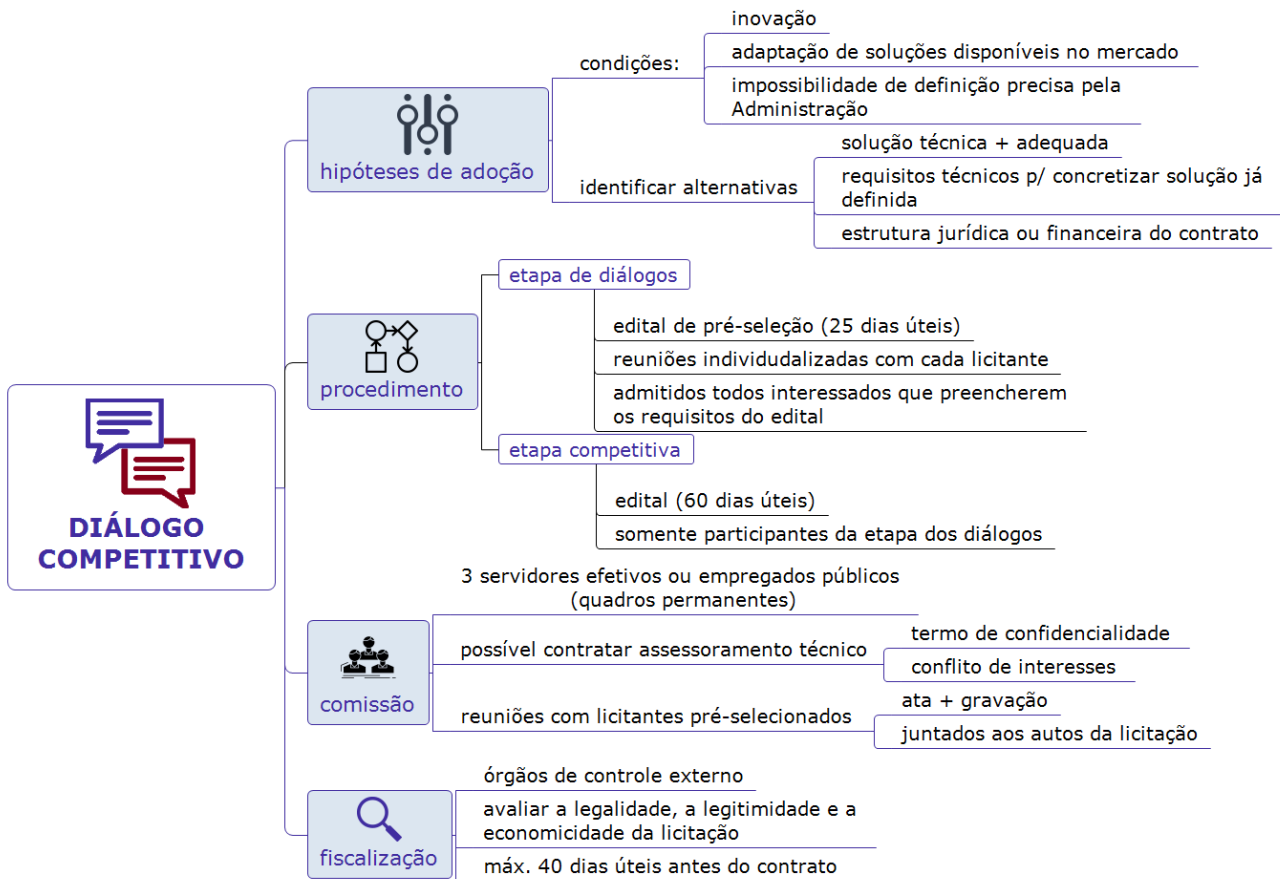 DIÁLOGO
COMPETITIVO
hipóteses de adoção
condições:
inovação
adaptação de soluções disponíveis no mercado
impossibilidade de definição precisa pela
Administração
identificar alternativas
solução técnica + adequada
requisitos técnicos p/ concretizar solução já
definida
estrutura jurídica ou financeira do contrato
procedimento
etapa de diálogos
edital de pré-seleção (25 dias úteis)
reuniões individudalizadas com cada licitante
admitidos todos interessados que preencherem
os requisitos do edital
etapa competitiva
edital (60 dias úteis)
somente participantes da etapa dos diálogos
comissão
3 servidores efetivos ou empregados públicos
(quadros permanentes)
possível contratar assessoramento técnico
termo de confidencialidade
conflito de interesses
reuniões com licitantes pré-selecionados
ata + gravação
juntados aos autos da licitação
fiscalização
órgãos de controle externo
avaliar a legalidade, a legitimidade e a
economicidade da licitação
máx. 40 dias úteis antes do contrato